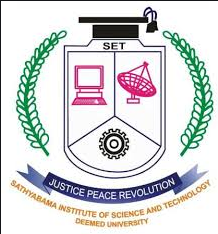 SET
JUSTICE PEACE REVOLUTION
SATHYABAMA INSTITUTE OF SCIENCE AND TECHNOLOGY
DEEMED UNIVERSITY